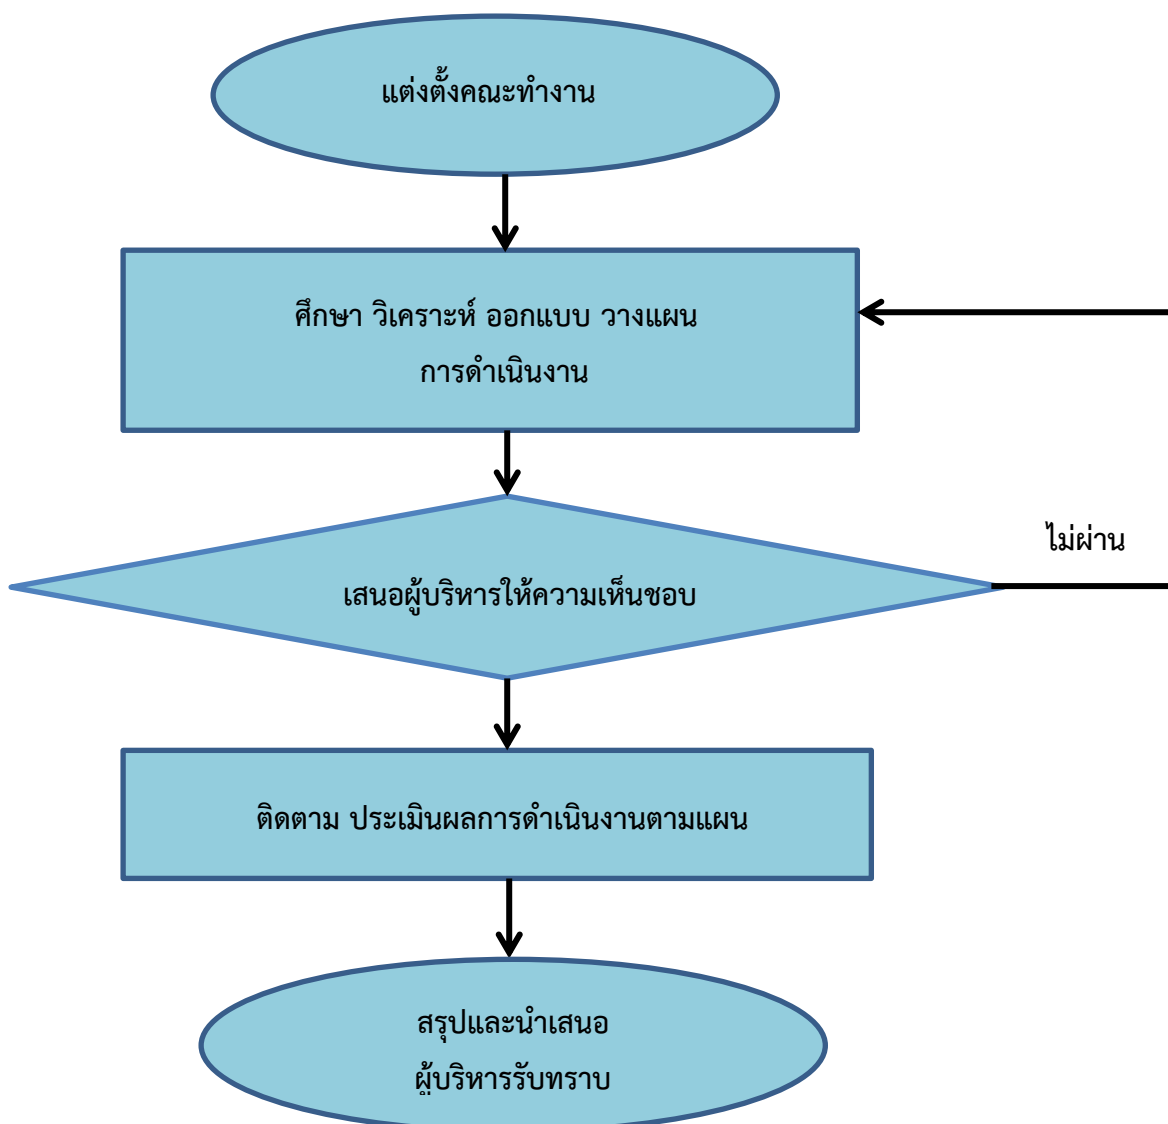 แต่งตั้งคณะทำงาน
ศึกษา วิเคราะห์ ออกแบบ วางแผน
การดำเนินงาน
ไม่ผ่าน
เสนอผู้บริหารให้ความเห็นชอบ
ติดตาม ประเมินผลการดำเนินงานตามแผน
สรุปและนำเสนอ
ผู้บริหารรับทราบ